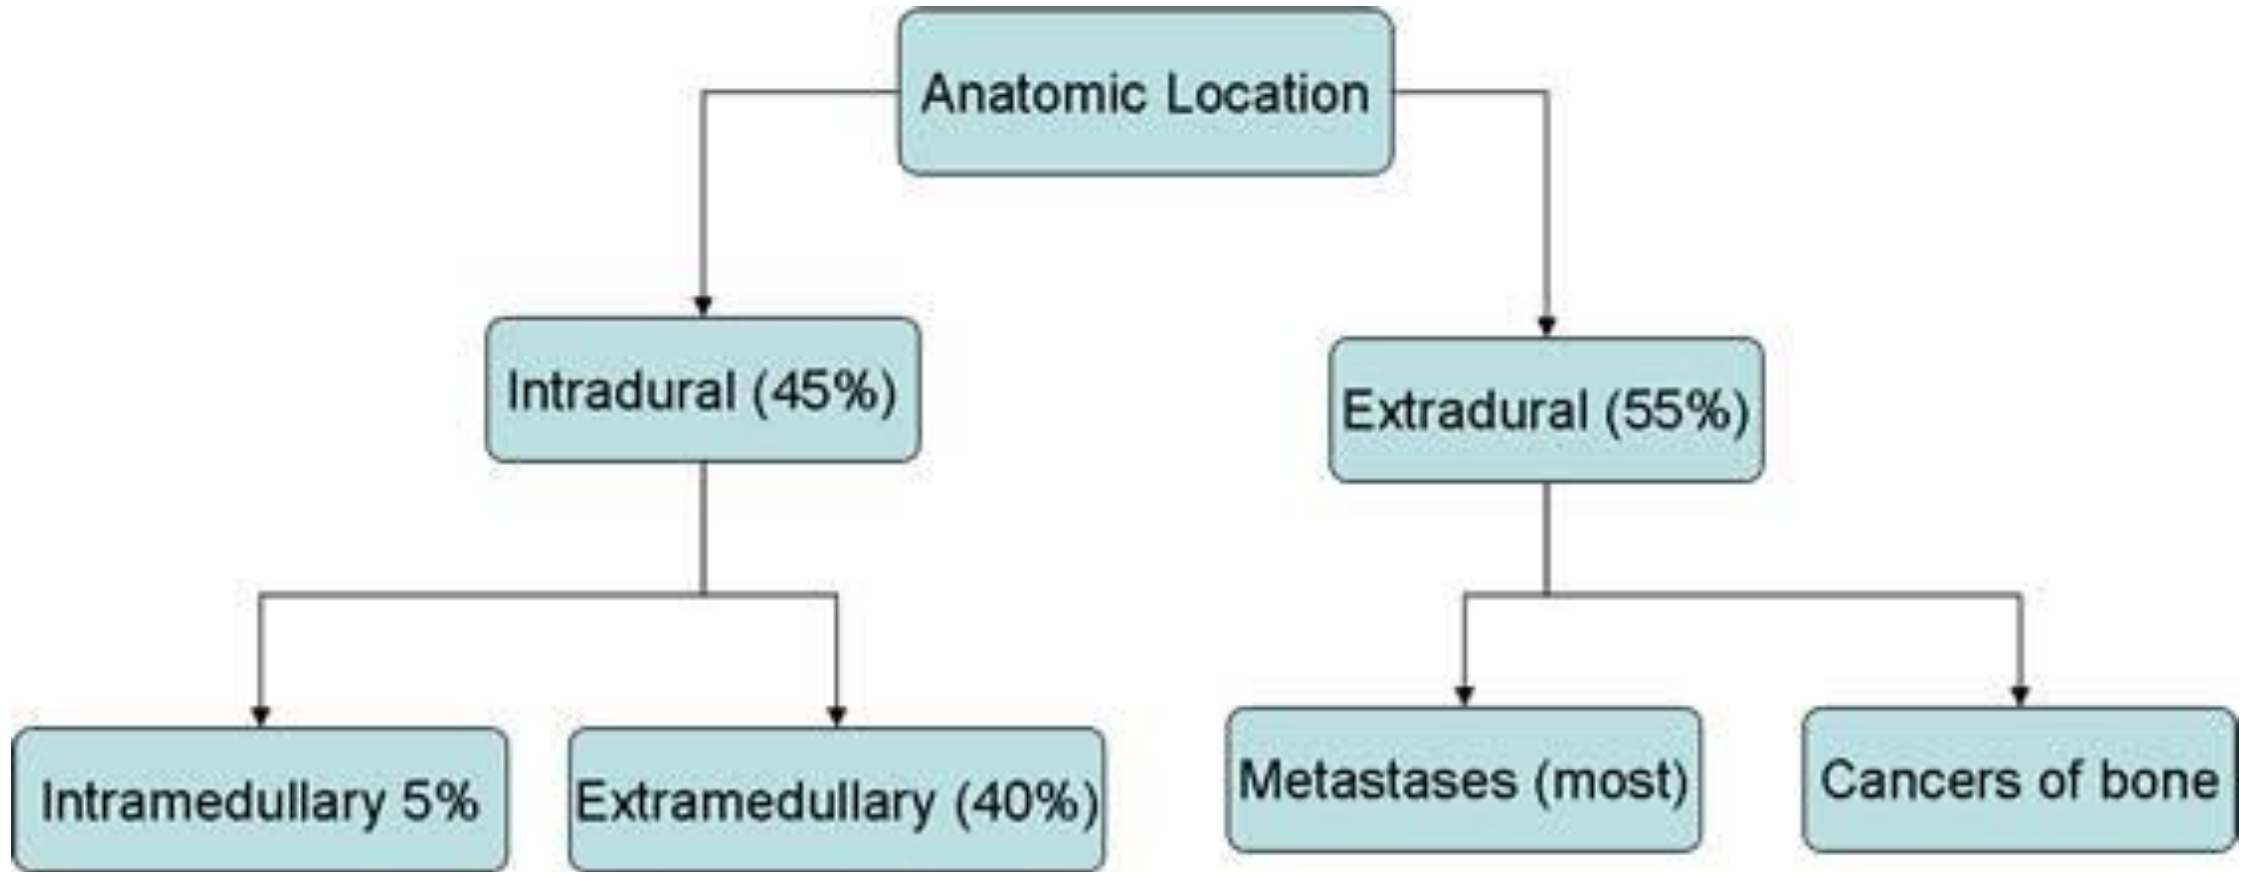 Anatomic Location
Intradural (45%)
Extradural (55%)
Intramedullary 5%
Extramedullary (40%)
Metastases (most)
Cancers of bone